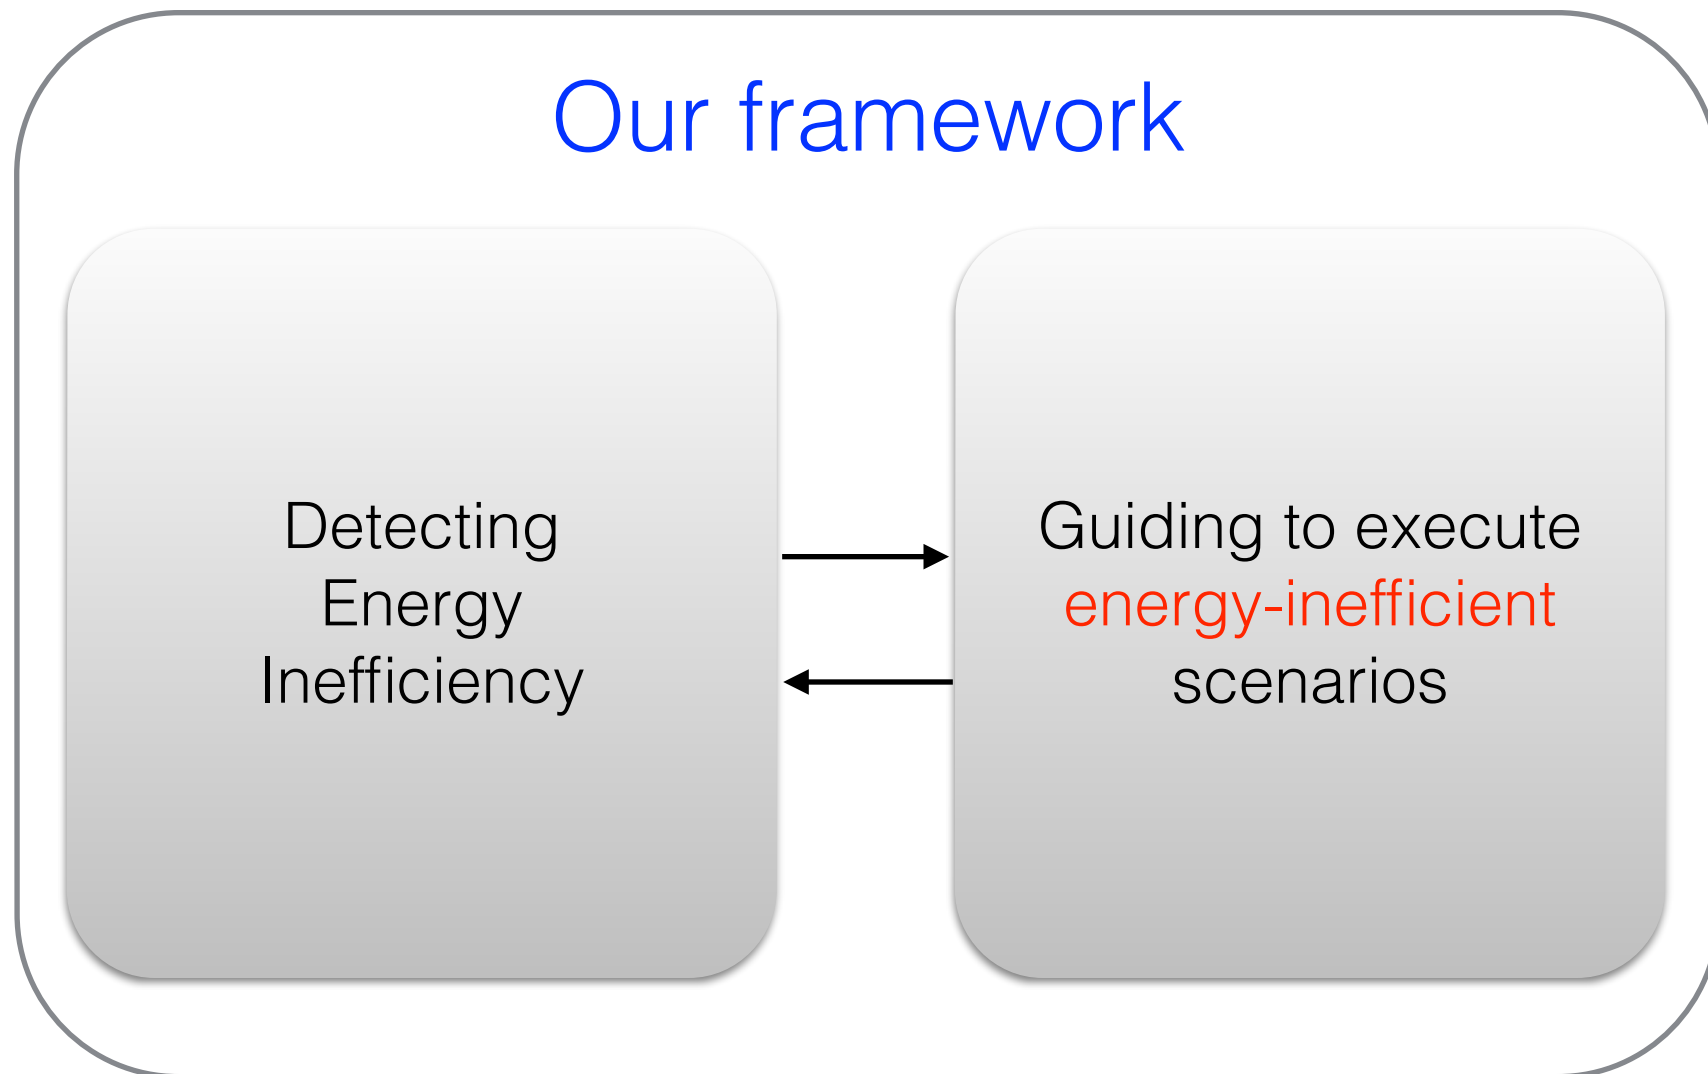 Our framework
Detecting
Energy
Inefficiency
Guiding to execute
energy-inefficient
scenarios